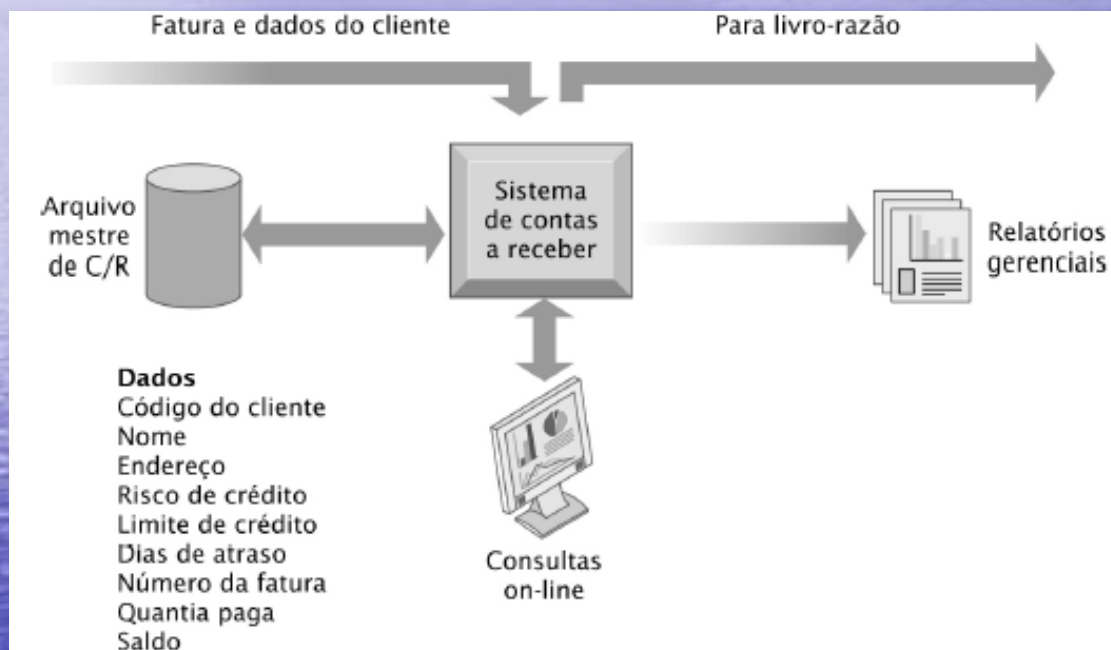 Fatura e dados do cliente
Para livro-razão
Arquivo
mestre
de C/R
Sistema
de contas
a receber
Relatórios
gerenciais
Dados
Código do cliente
Nome
Endereço
Risco de crédito
Limite de crédito
Dias de atraso
Número da fatura
Quantia paga
Saldo
Consultas
on-line